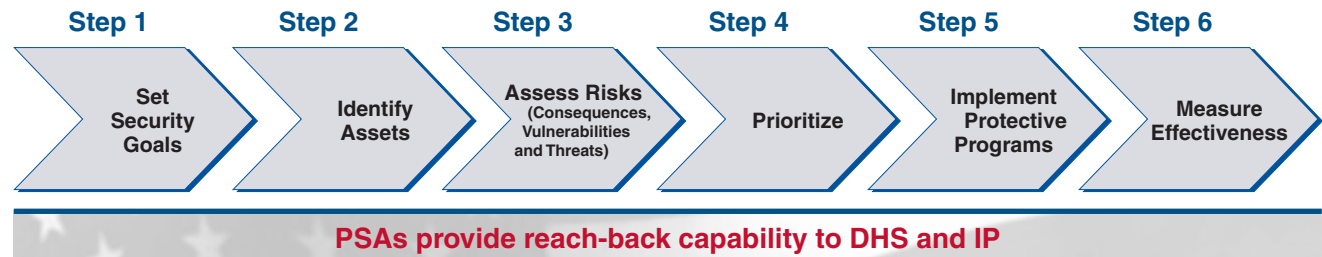 Step 1
Step 2
Step 3
Step 4
Step 5
Step 6
Set
Security
Goals
Identify
Assets
Assess Risks
(Consequences,
Vulnerabilities
and Threats)
Prioritize
Implement
Protective
Programs
Measure
Effectiveness
PSAs provide reach-back capability to DHS and IP